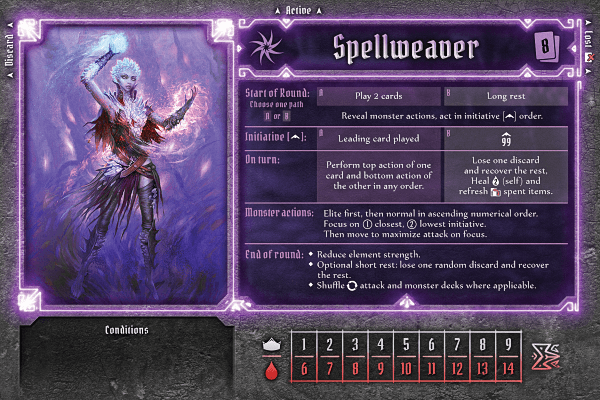 Active
Discard
Lost
Spellweaver
8
Start of Round:
Choose one path
A or B
A Play 2 cards
B Long rest
Reveal monster actions, act in initiative [ ] order.
Initiative [ ]:
A Leading card played
B 99
On turn:
Perform top action of one
card and bottom action of
the other in any order.
Lose one discard
and recover the rest,
Heal (self) and
refresh spent items.
Monster actions:
Elite first, then normal in ascending numerical order.
Focus on ① closest, ② lowest initiative.
Then move to maximize attack on focus.
End of round:
• Reduce element strength.
• Optional short rest: lose one random discard and recover
the rest.
• Shuffle attack and monster decks where applicable.
Conditions
1 2 3 4 5 6 7 8 9
6 7 8 9 10 11 12 13 14